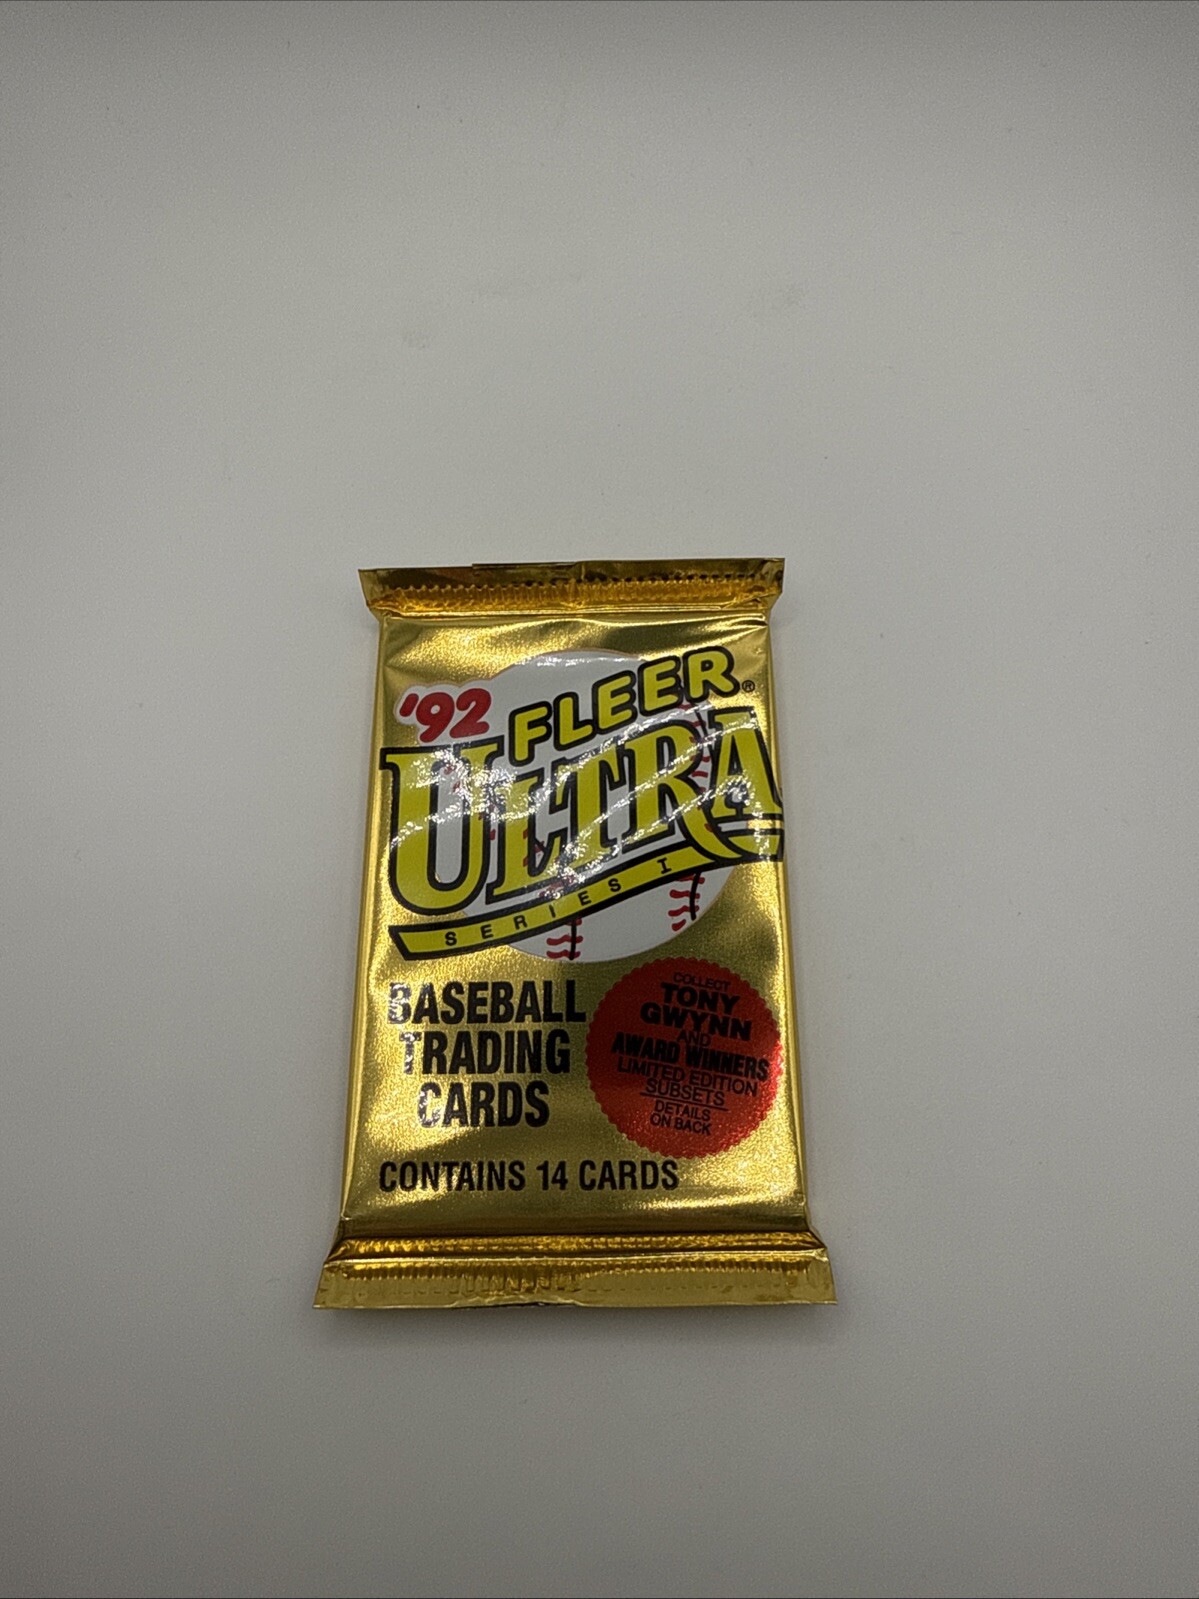 '92 FLEER®
ULTRA
SERIES I
BASEBALL
TRADING
CARDS
COLLECT
TONY
GWYNN
AND
AWARD WINNERS
LIMITED EDITION
SUBSETS
DETAILS
ON BACK
CONTAINS 14 CARDS